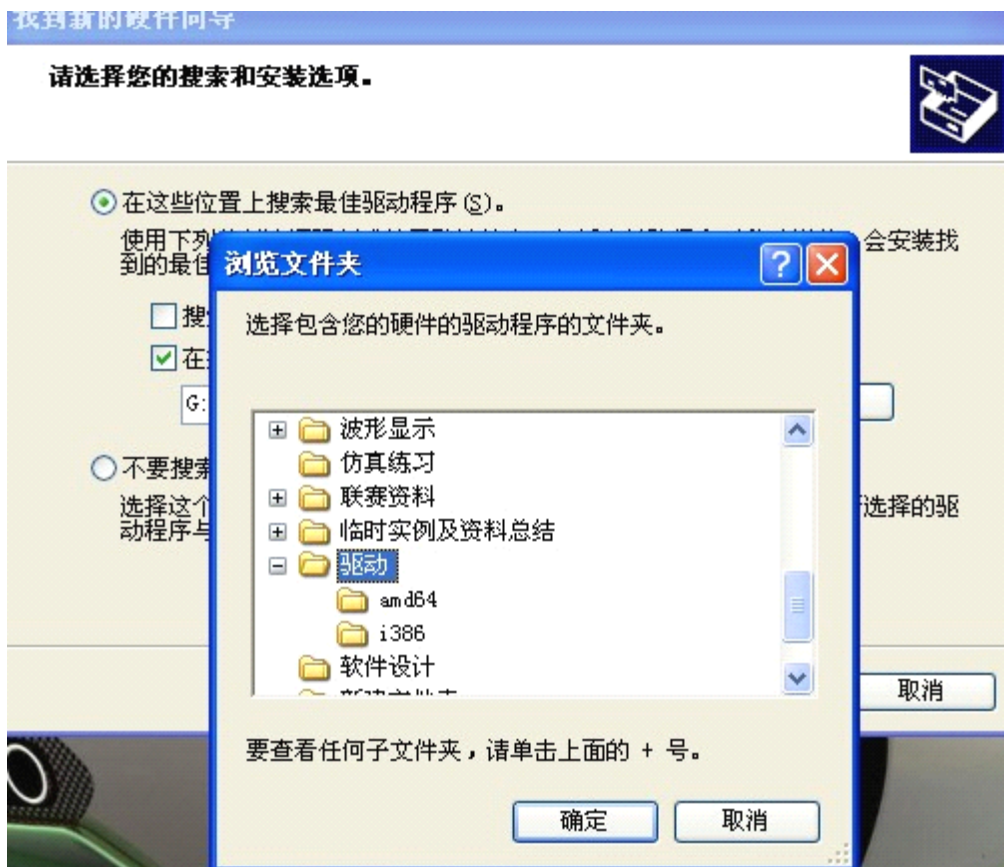 找到新的硬件向导
请选择您的搜索和安装选项。
在这些位置上搜索最佳驱动程序(S)。
使用下列
会安装找
到的最佳
浏览文件夹
选择包含您的硬件的驱动程序的文件夹。
搜
在
G:
波形显示
仿真练习
联赛资料
临时实例及资料总结
驱动
amd64
i386
软件设计
不要搜索
选择这个
选择的驱
动程序与
取消
要查看任何子文件夹，请单击上面的 + 号。
确定
取消